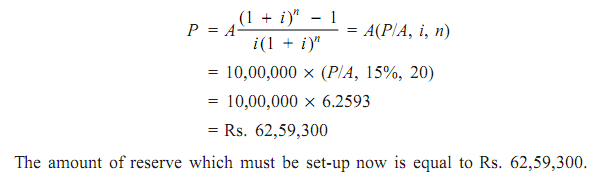 P = A (1 + i)ⁿ − 1 / i(1 + i)ⁿ = A(P/A, i, n)
= 10,00,000 × (P/A, 15%, 20)
= 10,00,000 × 6.2593
= Rs. 62,59,300
The amount of reserve which must be set-up now is equal to Rs. 62,59,300.